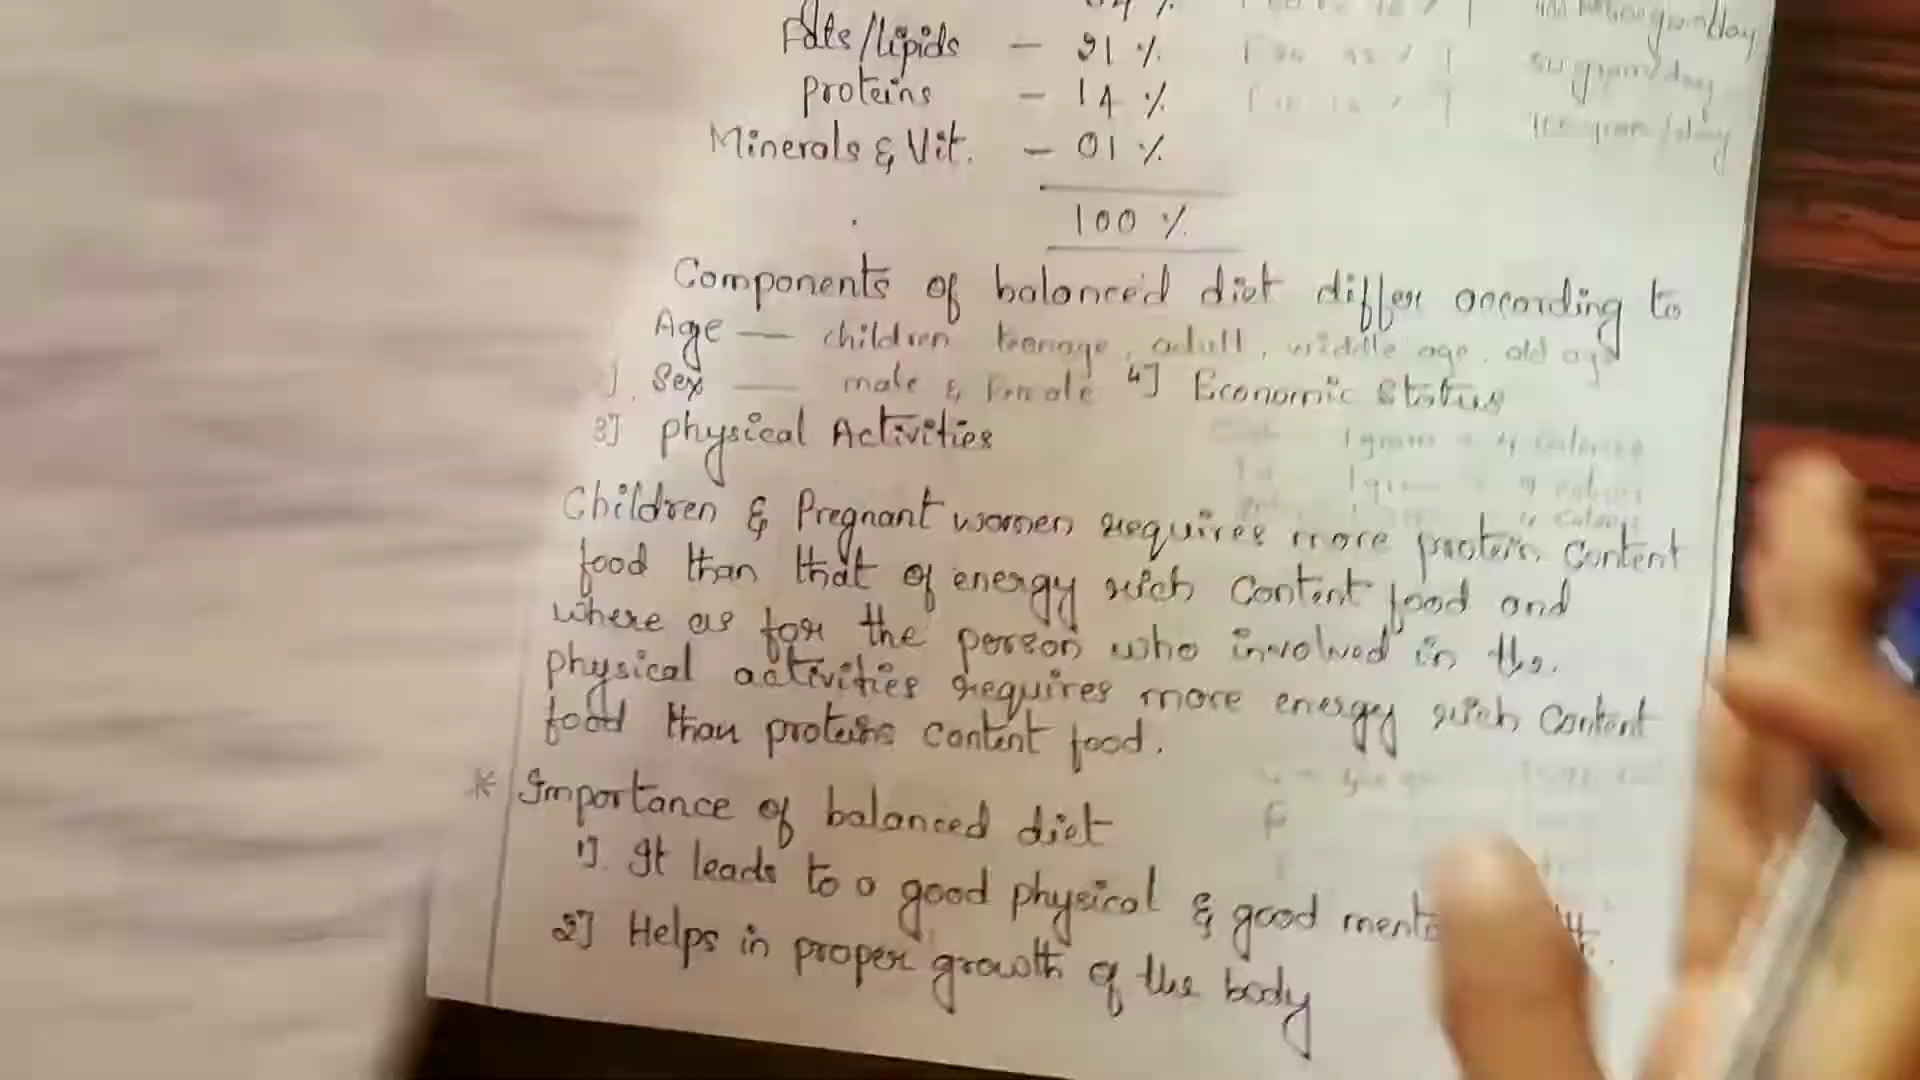 Fats/lipids - 21 %
proteins - 14 %
Minerals & Vit. - 01 %
100 %
Components of balanced diet differ according to
Age — children teenage, adult, middle age, old age
2]. Sex — male & Female 4] Economic Status
3] physical Activities
Children & Pregnant women requires more protein content
food than that of energy rich content food and
where as for the person who involved in the
physical activities requires more energy rich content
food than proteins content food.
* Importance of balanced diet
1]. It leads to a good physical & good
2] Helps in proper growth of the body